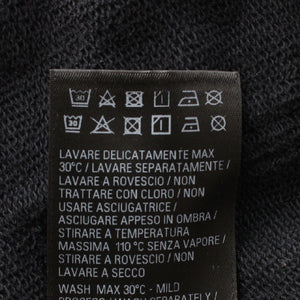 30
LAVARE DELICATAMENTE MAX
30°C / LAVARE SEPARATAMENTE /
LAVARE A ROVESCIO / NON
TRATTARE CON CLORO / NON
USARE ASCIUGATRICE /
ASCIUGARE APPESO IN OMBRA /
STIRARE A TEMPERATURA
MASSIMA 110 °C SENZA VAPORE /
STIRARE A ROVESCIO / NON
LAVARE A SECCO
WASH MAX 30°C - MILD